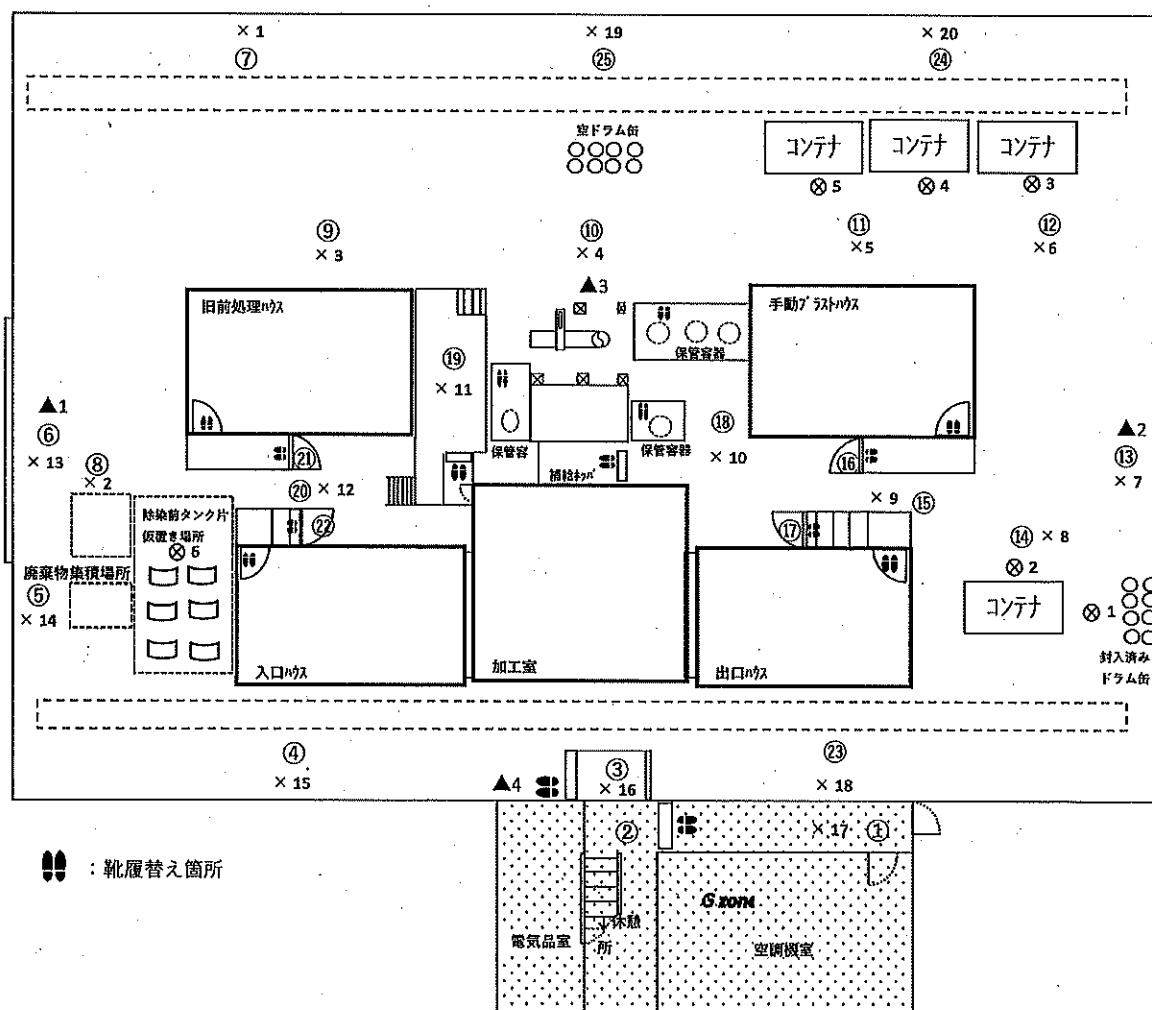 × 1
× 19
× 20
⑦
㉕
㉔
空ドラム缶
コンテナ
コンテナ
コンテナ
⊗ 5
⊗ 4
⊗ 3
⑨
⑩
⑪
⑫
× 3
× 4
×5
× 6
▲3
旧前処理ハウス
手動ブラストハウス
保管容器
⑲
× 11
▲1
⑥
× 13
⑧
× 2
保管容
保管容器
⑱
× 10
▲2
⑬
× 7
㉑
⑯
補給ホッパ
⑳
× 12
× 9
⑮
除染前タンク片
仮置き場所
⊗ 6
㉒
⑰
⑭
× 8
⊗ 2
廃棄物集積場所
⑤
× 14
コンテナ
⊗ 1
封入済み
ドラム缶
入口ハウス
加工室
出口ハウス
④
× 15
▲4
③
× 16
㉓
× 18
②
× 17
①
:靴履替え箇所
G zone
休憩
所
電気品室
空調機室